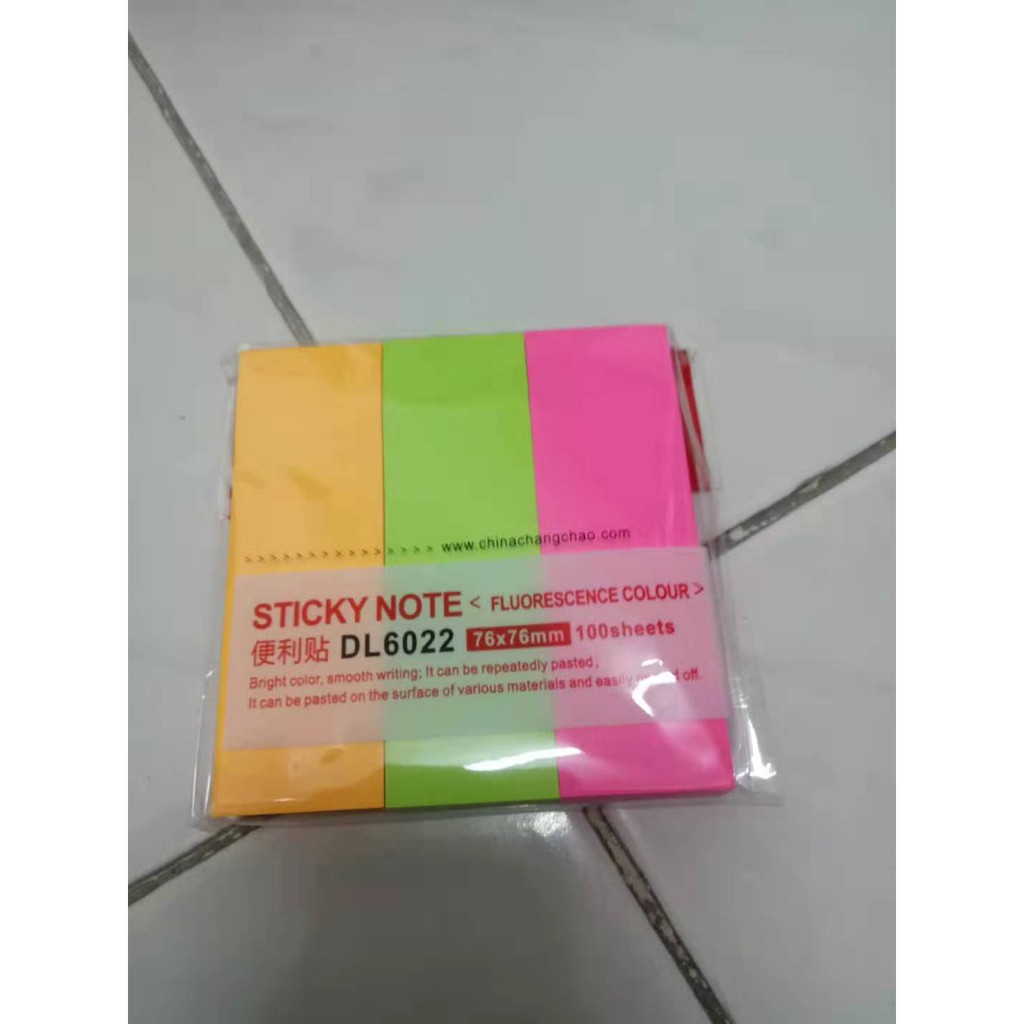 > > > > > > > > > > > > > > > > www.chinachangchao.com
STICKY NOTE < FLUORESCENCE COLOUR >
便利贴 DL6022 76x76mm 100sheets
Bright color, smooth writing; It can be repeatedly pasted,
It can be pasted on the surface of various materials and easily off.